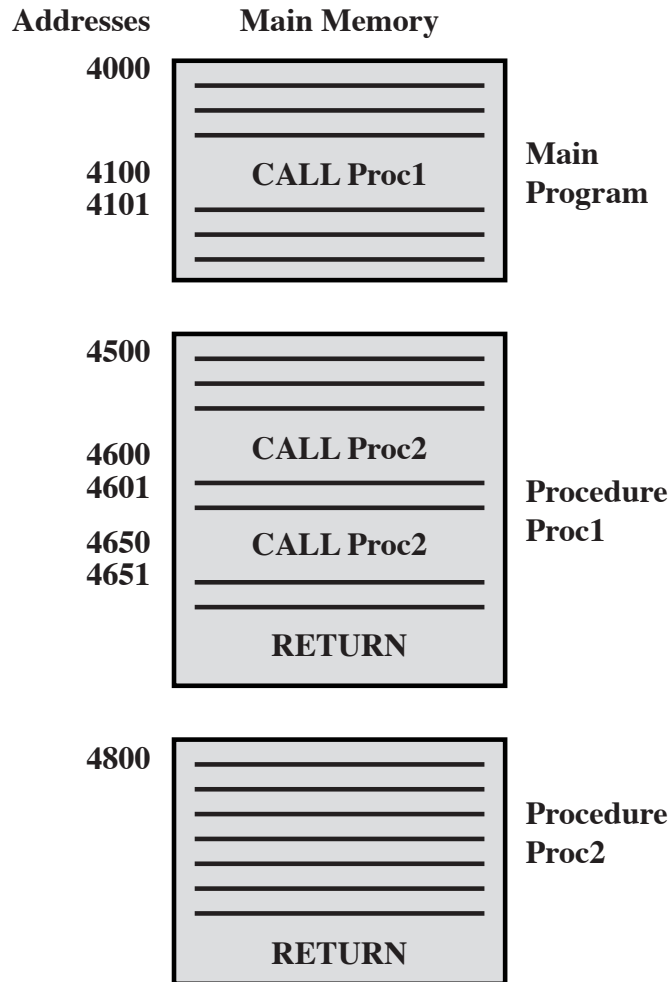 Addresses Main Memory
4000
4100 CALL Proc1
4101
Main
Program
4500
4600 CALL Proc2
4601
4650 CALL Proc2
4651
RETURN
Procedure
Proc1
4800
Procedure
Proc2
RETURN